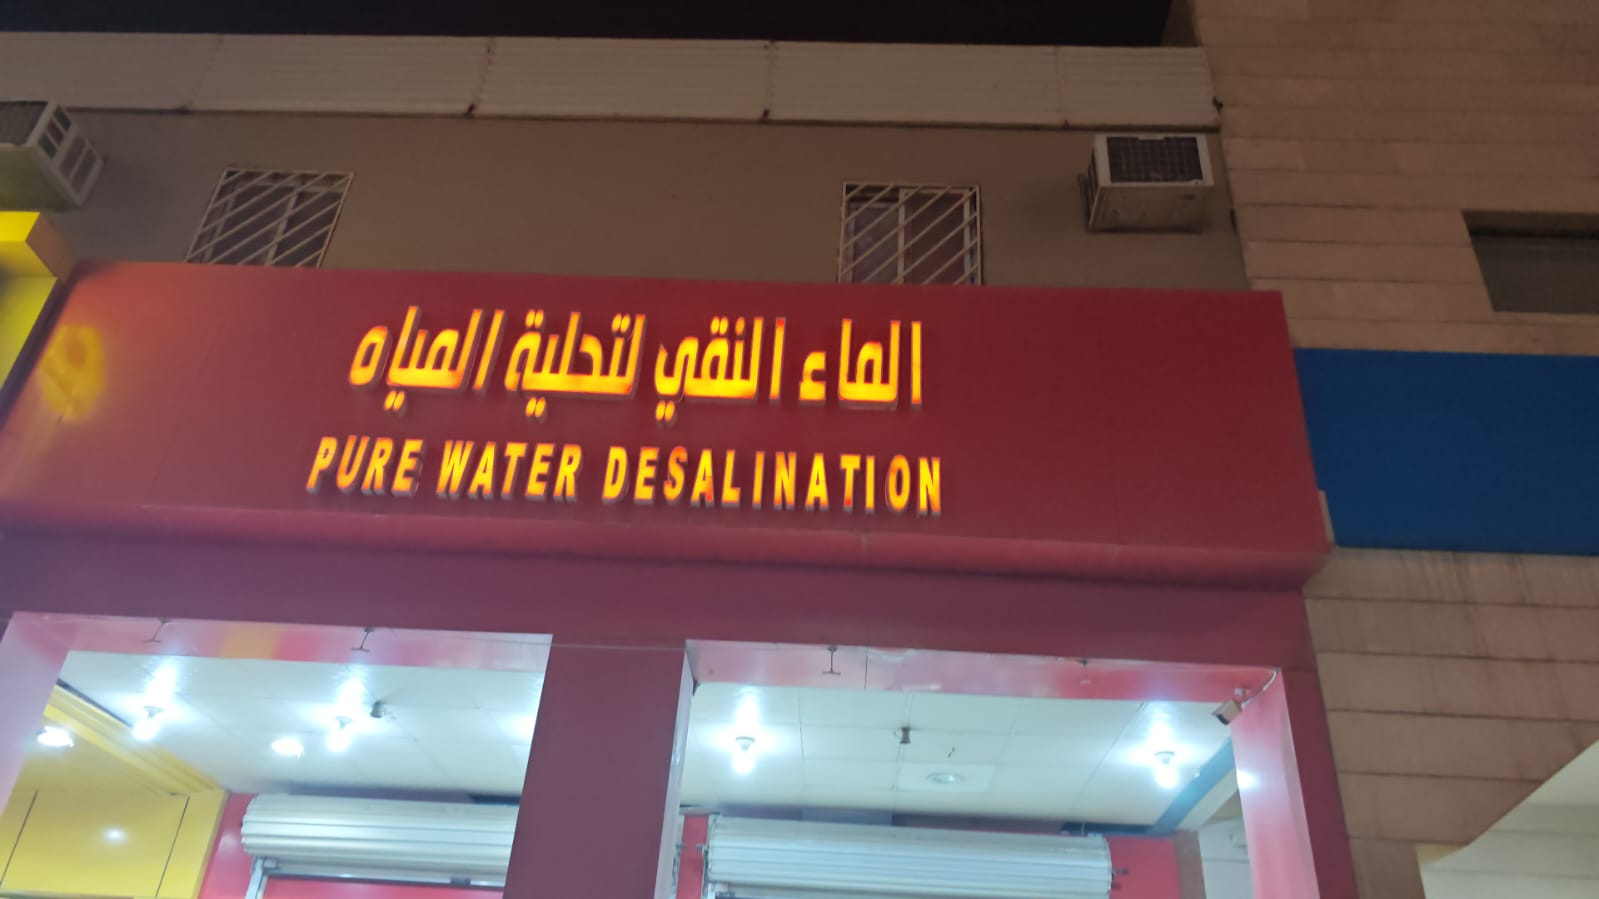 الماء النقي لتحلية المياه
PURE WATER DESALINATION